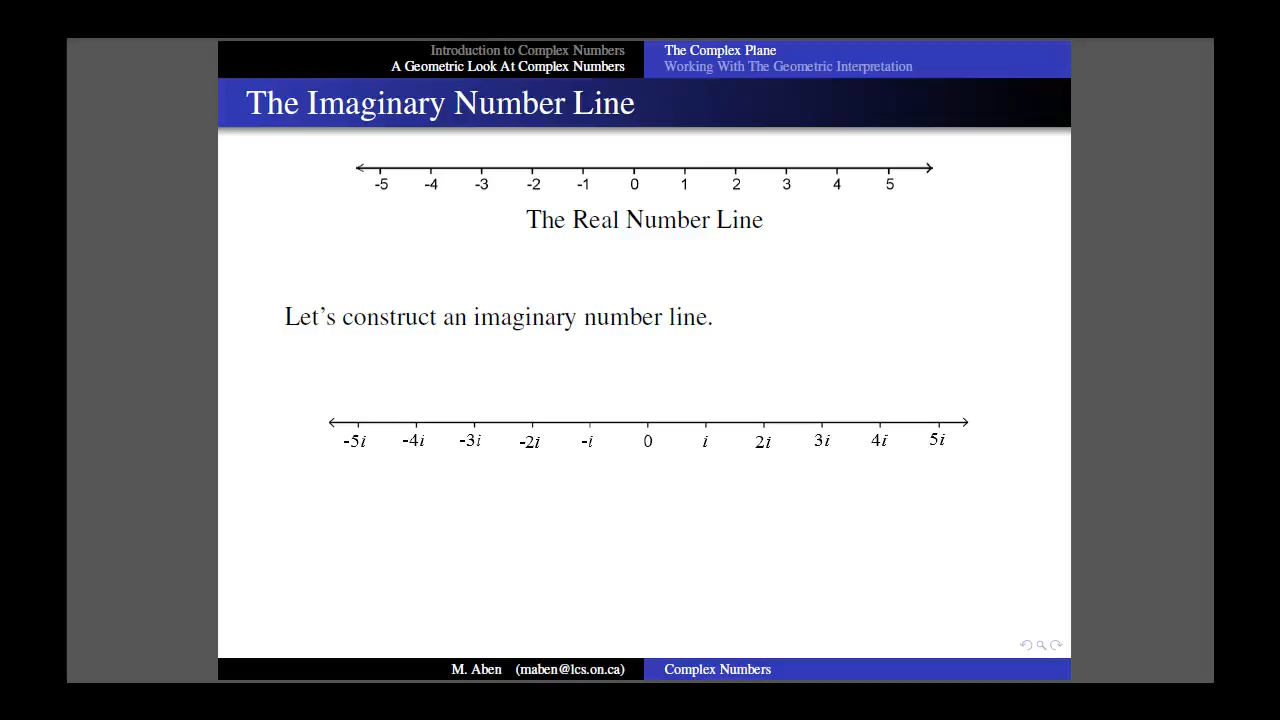 Introduction to Complex Numbers
A Geometric Look At Complex Numbers
The Complex Plane
Working With The Geometric Interpretation
The Imaginary Number Line
-5 -4 -3 -2 -1 0 1 2 3 4 5
The Real Number Line
Let's construct an imaginary number line.
-5i -4i -3i -2i -i 0 i 2i 3i 4i 5i
M. Aben (maben@lcs.on.ca) Complex Numbers